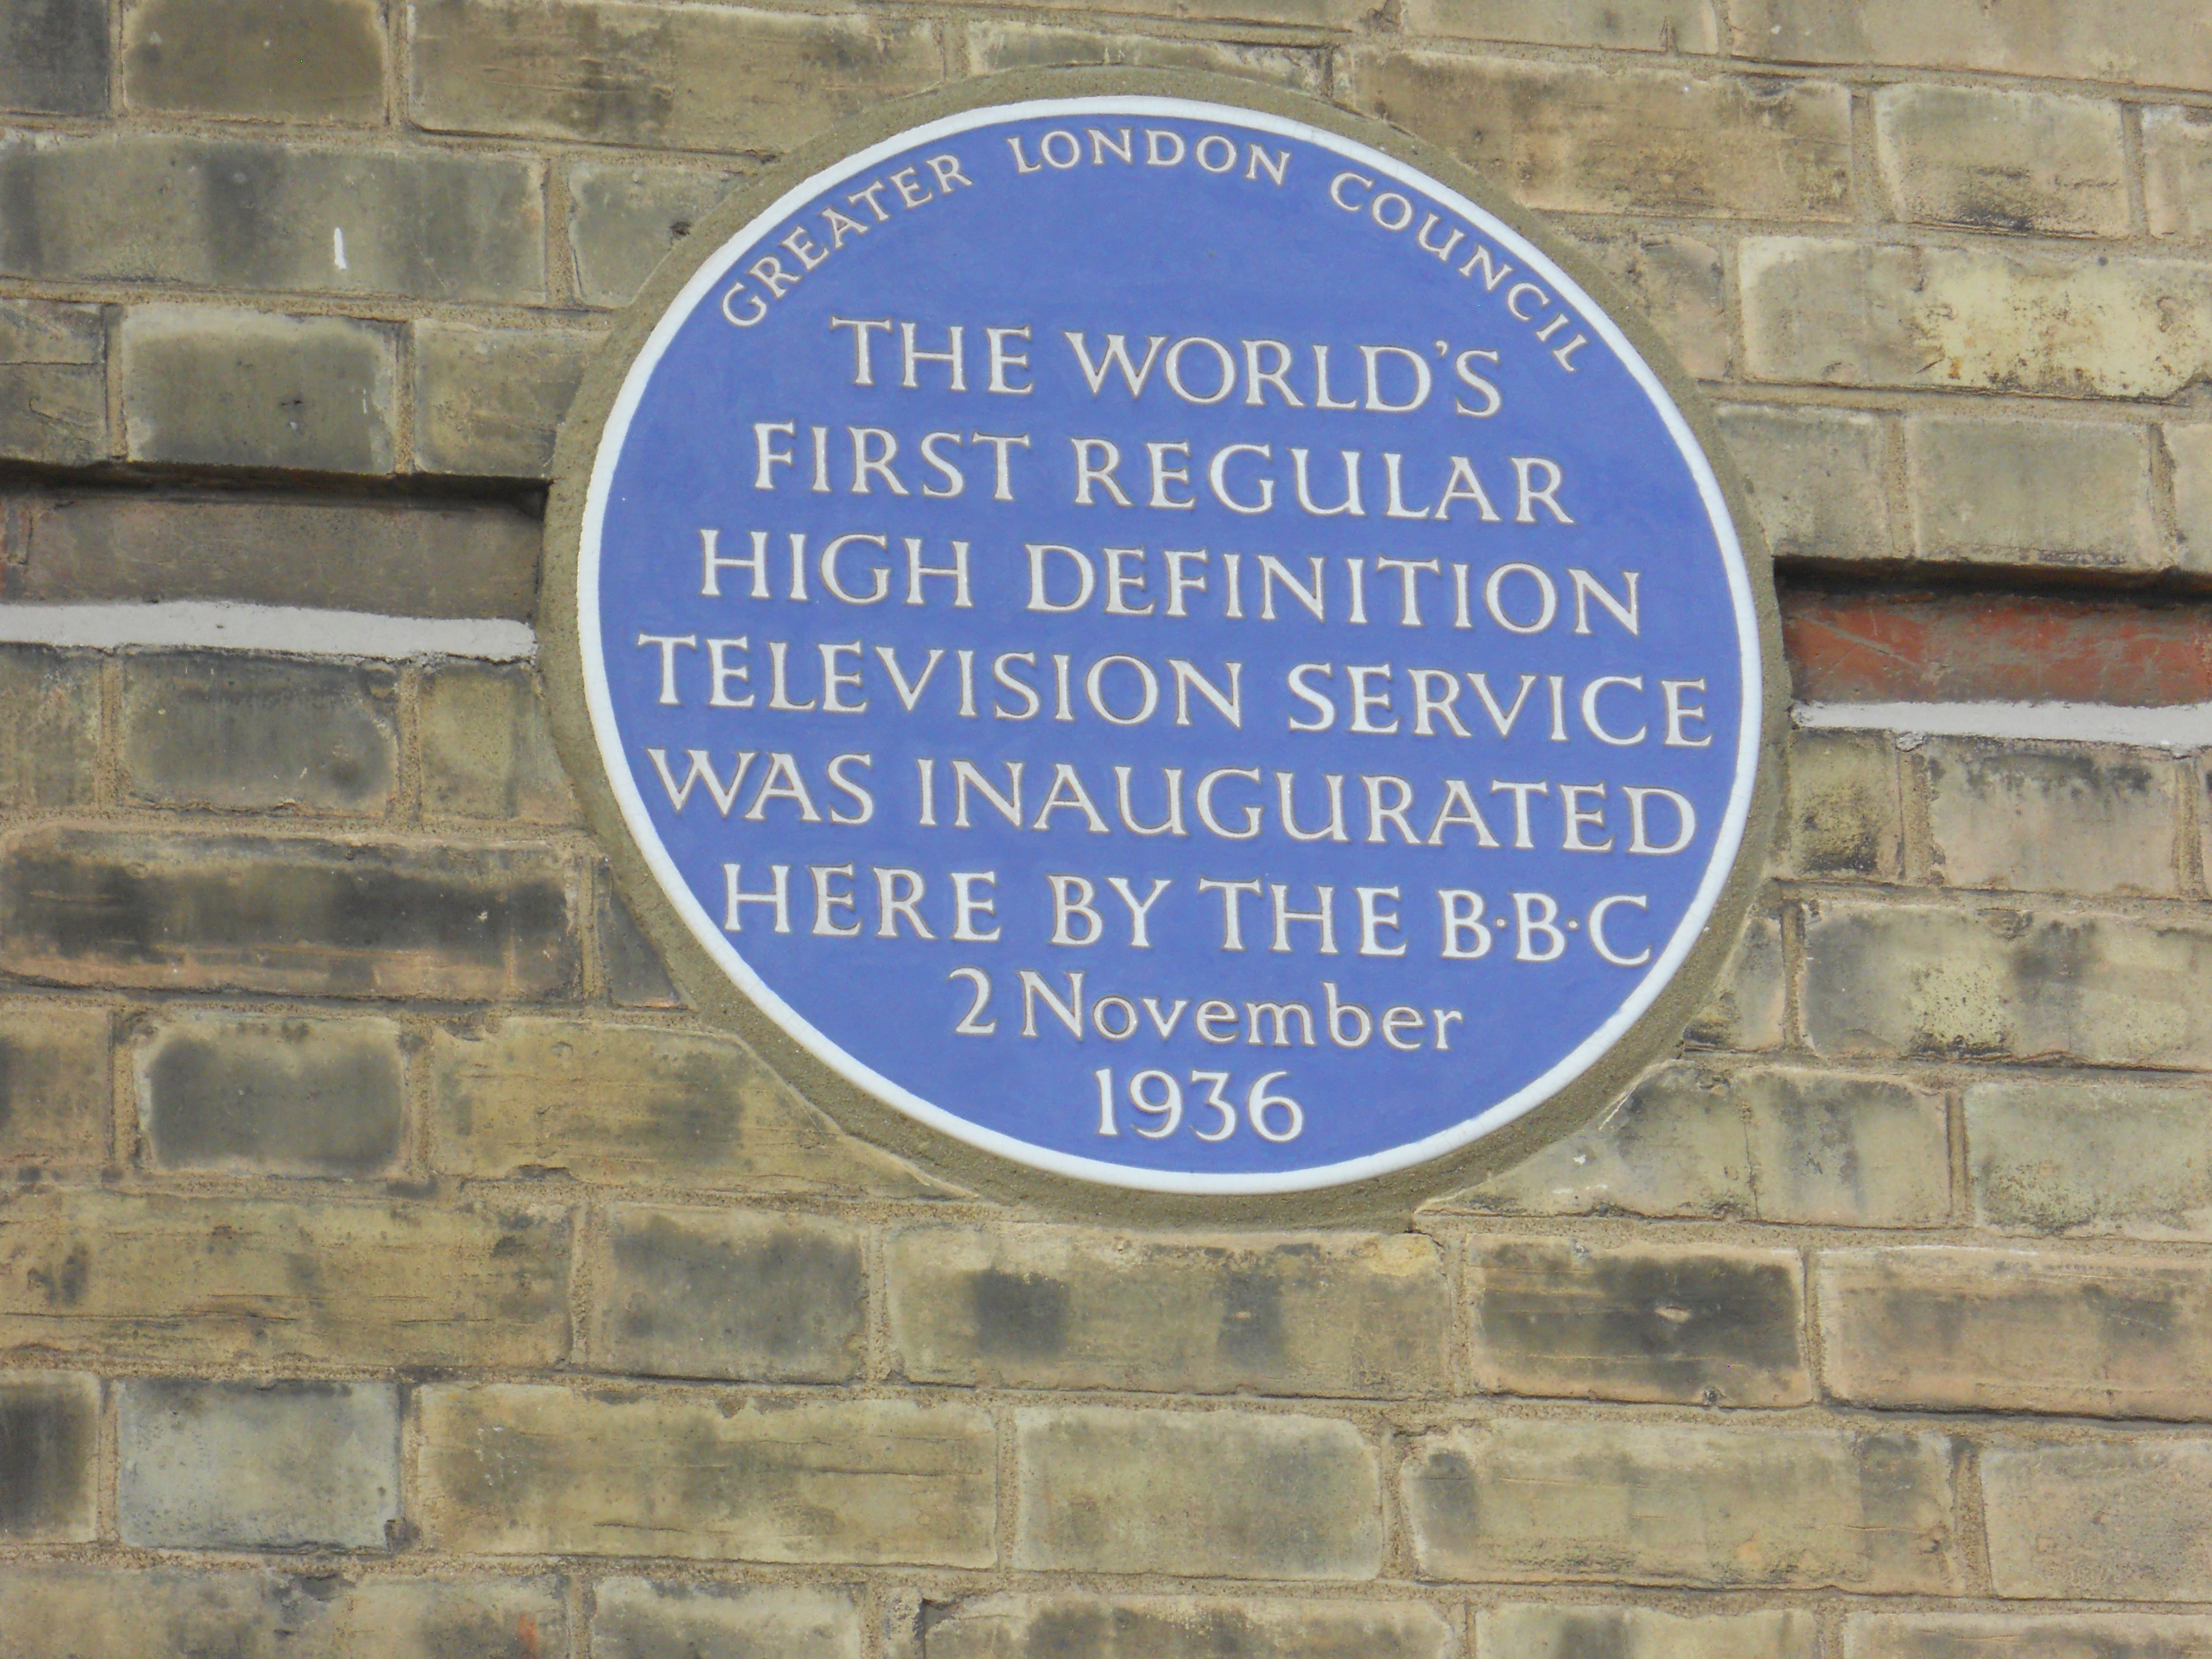 GREATER LONDON COUNCIL
THE WORLD'S
FIRST REGULAR
HIGH DEFINITION
TELEVISION SERVICE
WAS INAUGURATED
HERE BY THE B·B·C
2 November
1936